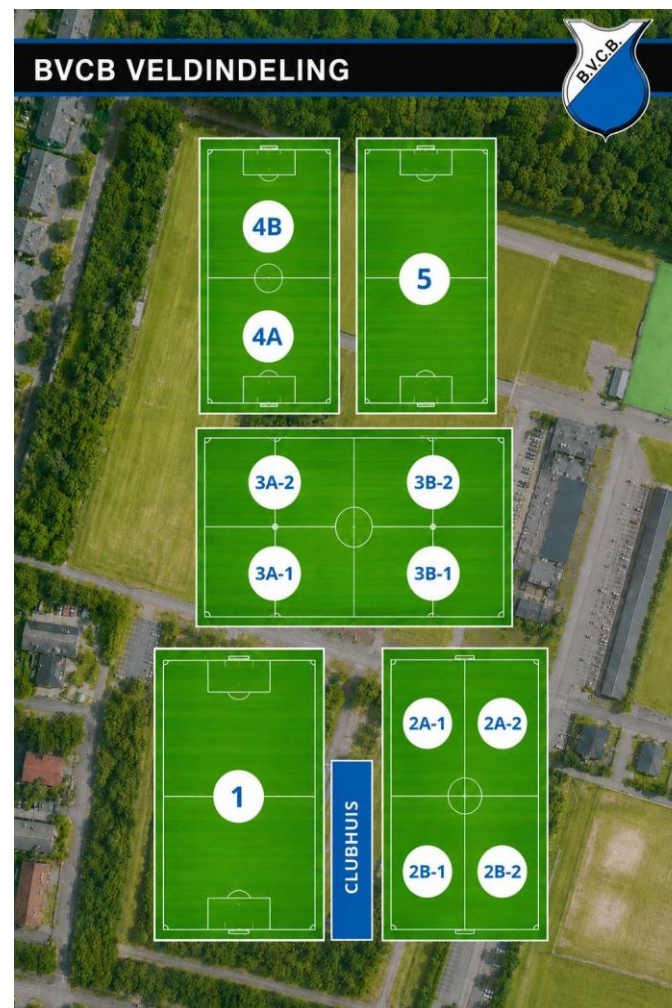 BVCB VELDINDELING
B.V.C.B.
4B
5
4A
3A-2
3B-2
3A-1
3B-1
1
2A-1
2A-2
CLUBHUIS
2B-1
2B-2